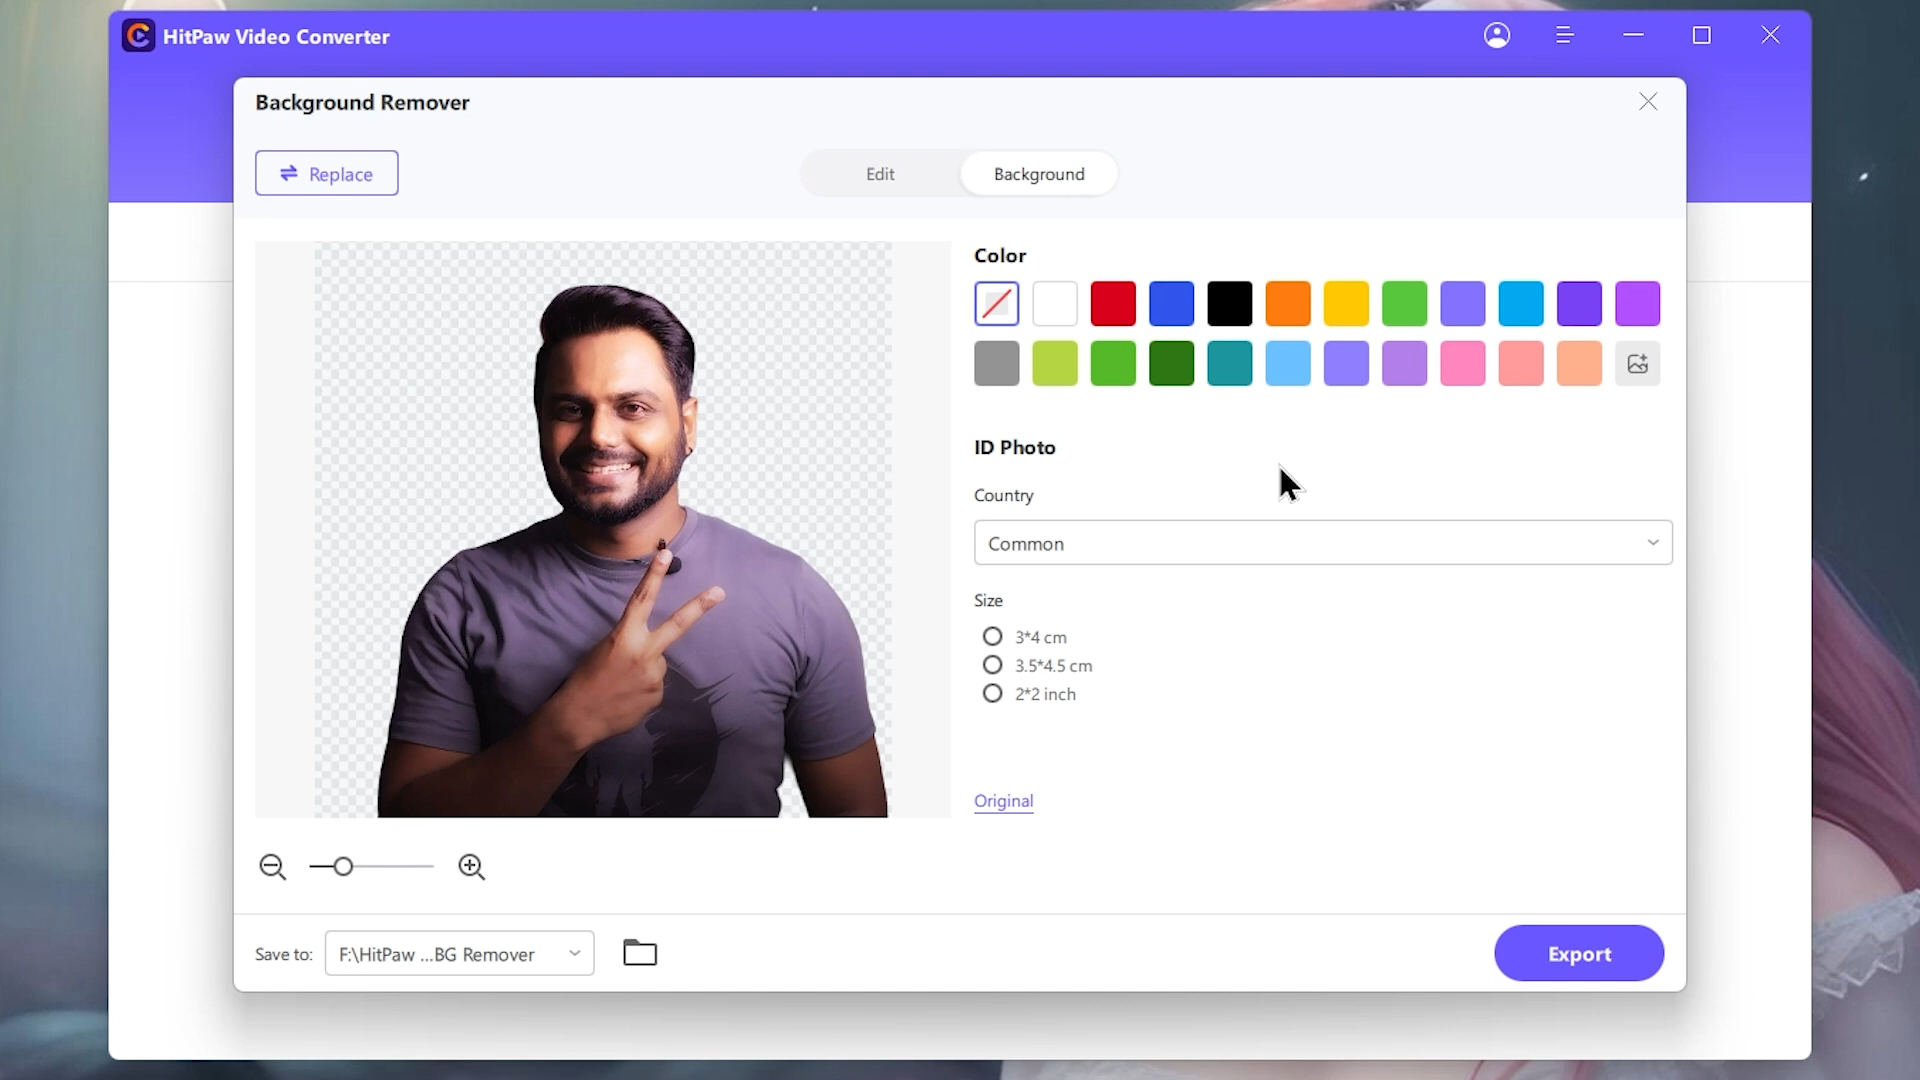 HitPaw Video Converter
Background Remover
Replace
Edit
Background
Color
ID Photo
Country
Common
Size
3*4 cm
3.5*4.5 cm
2*2 inch
Original
Save to:
F:\HitPaw ...BG Remover
Export